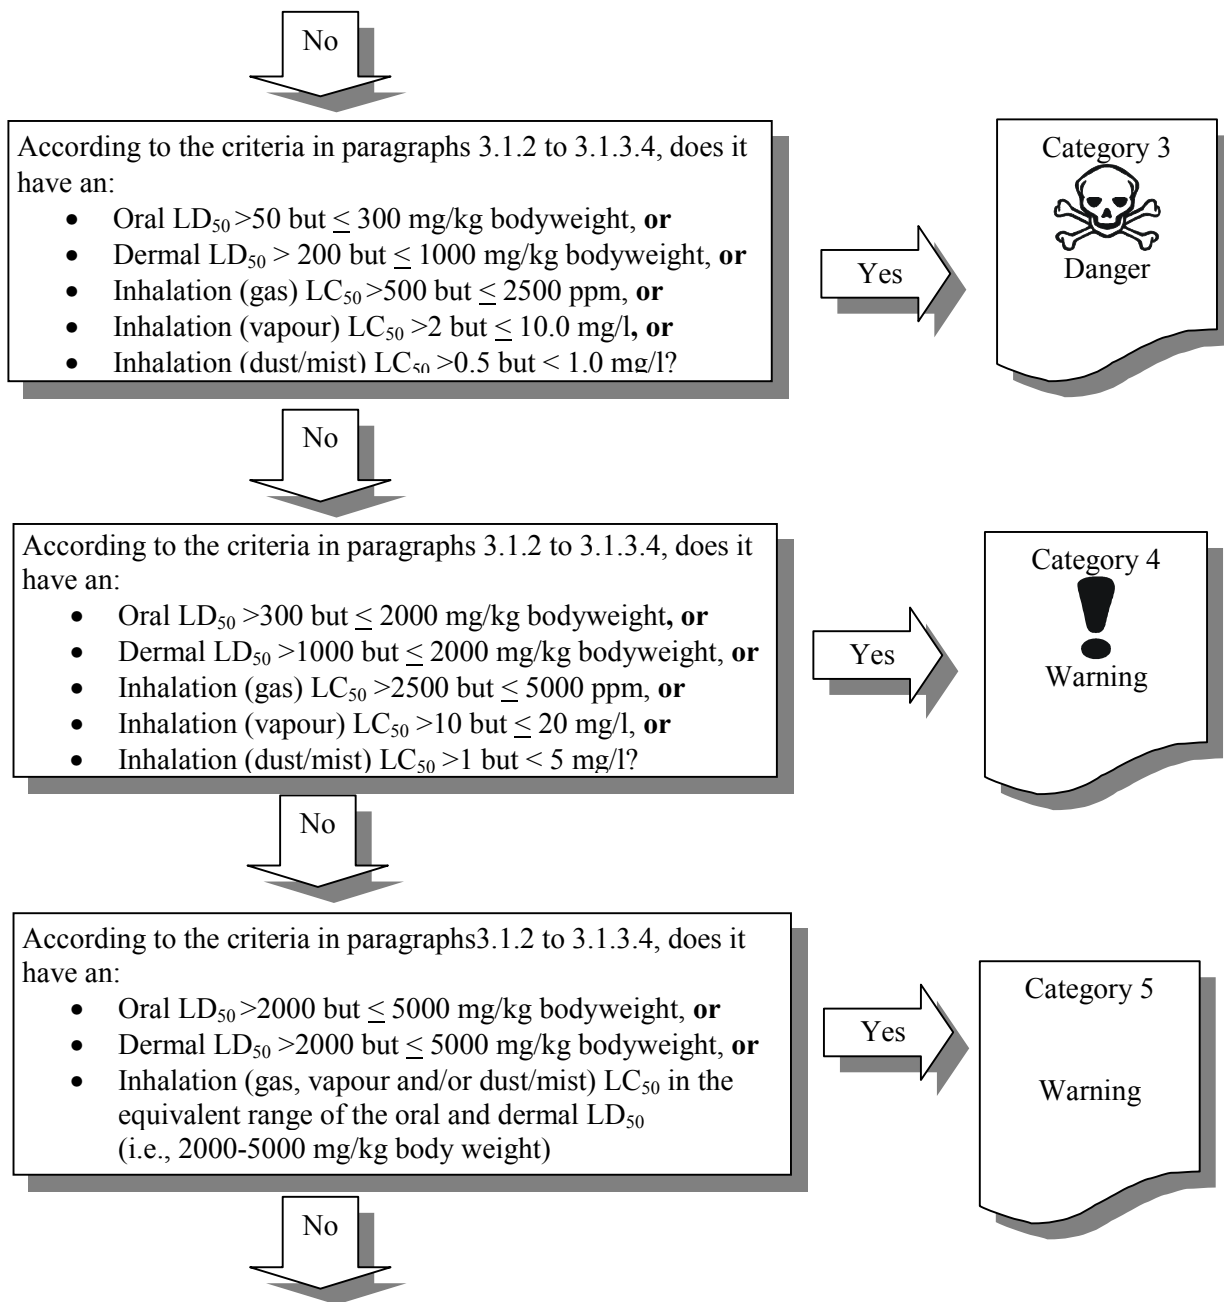 No
According to the criteria in paragraphs 3.1.2 to 3.1.3.4, does it
have an:
• Oral LD50 >50 but ≤ 300 mg/kg bodyweight, or
• Dermal LD50 > 200 but ≤ 1000 mg/kg bodyweight, or
• Inhalation (gas) LC50 >500 but ≤ 2500 ppm, or
• Inhalation (vapour) LC50 >2 but ≤ 10.0 mg/l, or
• Inhalation (dust/mist) LC50 >0.5 but < 1.0 mg/l?
Yes
Category 3
Danger
No
According to the criteria in paragraphs 3.1.2 to 3.1.3.4, does it
have an:
• Oral LD50 >300 but ≤ 2000 mg/kg bodyweight, or
• Dermal LD50 >1000 but ≤ 2000 mg/kg bodyweight, or
• Inhalation (gas) LC50 >2500 but ≤ 5000 ppm, or
• Inhalation (vapour) LC50 >10 but ≤ 20 mg/l, or
• Inhalation (dust/mist) LC50 >1 but < 5 mg/l?
Yes
Category 4
!
Warning
No
According to the criteria in paragraphs3.1.2 to 3.1.3.4, does it
have an:
• Oral LD50 >2000 but ≤ 5000 mg/kg bodyweight, or
• Dermal LD50 >2000 but ≤ 5000 mg/kg bodyweight, or
• Inhalation (gas, vapour and/or dust/mist) LC50 in the
equivalent range of the oral and dermal LD50
(i.e., 2000-5000 mg/kg body weight)
Yes
Category 5
Warning
No